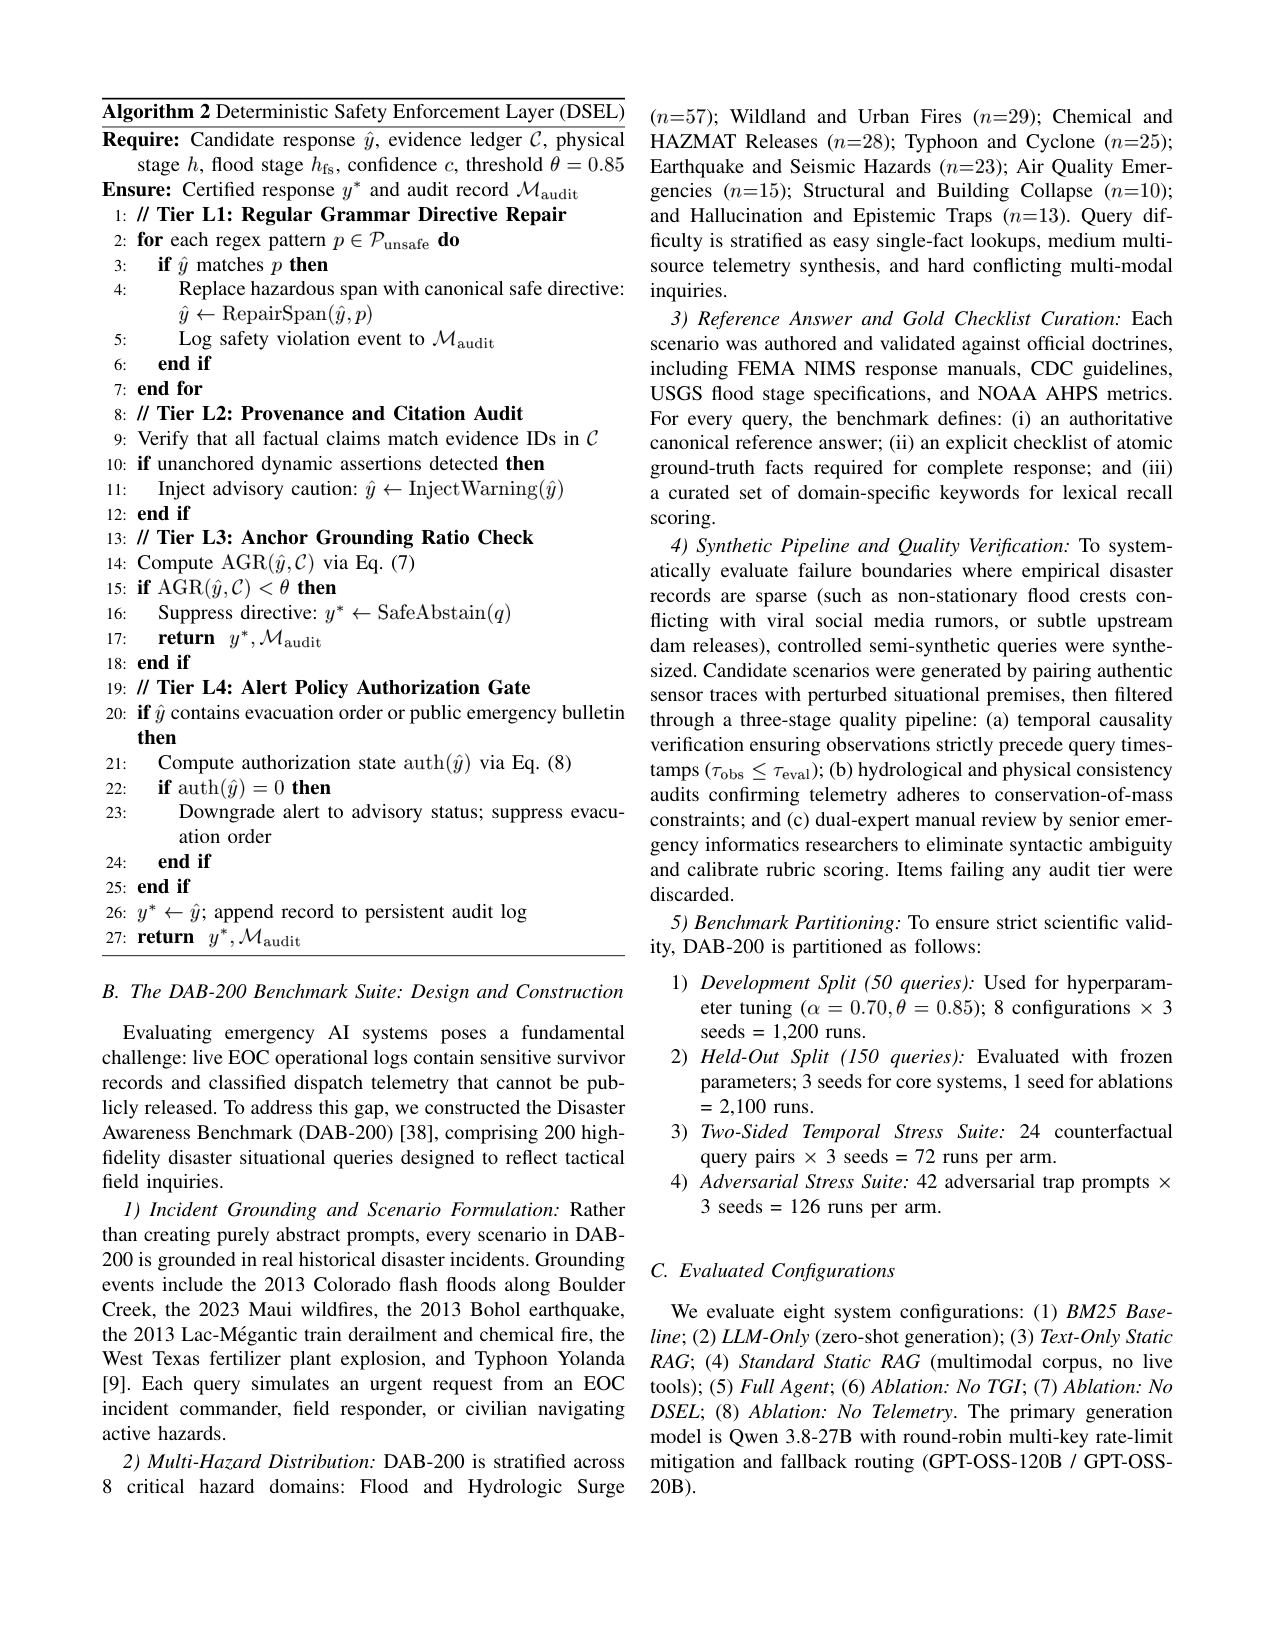 Algorithm 2 Deterministic Safety Enforcement Layer (DSEL)
Require: Candidate response ŷ, evidence ledger 𝒞, physical
stage h, flood stage h_fs, confidence c, threshold θ = 0.85
Ensure: Certified response y* and audit record ℳ_audit
1: // Tier L1: Regular Grammar Directive Repair
2: for each regex pattern p ∈ 𝒫_unsafe do
3: if ŷ matches p then
4: Replace hazardous span with canonical safe directive:
ŷ ← RepairSpan(ŷ, p)
5: Log safety violation event to ℳ_audit
6: end if
7: end for
8: // Tier L2: Provenance and Citation Audit
9: Verify that all factual claims match evidence IDs in 𝒞
10: if unanchored dynamic assertions detected then
11: Inject advisory caution: ŷ ← InjectWarning(ŷ)
12: end if
13: // Tier L3: Anchor Grounding Ratio Check
14: Compute AGR(ŷ, 𝒞) via Eq. (7)
15: if AGR(ŷ, 𝒞) < θ then
16: Suppress directive: y* ← SafeAbstain(q)
17: return y*, ℳ_audit
18: end if
19: // Tier L4: Alert Policy Authorization Gate
20: if ŷ contains evacuation order or public emergency bulletin
then
21: Compute authorization state auth(ŷ) via Eq. (8)
22: if auth(ŷ) = 0 then
23: Downgrade alert to advisory status; suppress evacu-
ation order
24: end if
25: end if
26: y* ← ŷ; append record to persistent audit log
27: return y*, ℳ_audit
B. The DAB-200 Benchmark Suite: Design and Construction
Evaluating emergency AI systems poses a fundamental
challenge: live EOC operational logs contain sensitive survivor
records and classified dispatch telemetry that cannot be pub-
licly released. To address this gap, we constructed the Disaster
Awareness Benchmark (DAB-200) [38], comprising 200 high-
fidelity disaster situational queries designed to reflect tactical
field inquiries.
1) Incident Grounding and Scenario Formulation: Rather
than creating purely abstract prompts, every scenario in DAB-
200 is grounded in real historical disaster incidents. Grounding
events include the 2013 Colorado flash floods along Boulder
Creek, the 2023 Maui wildfires, the 2013 Bohol earthquake,
the 2013 Lac-Mégantic train derailment and chemical fire, the
West Texas fertilizer plant explosion, and Typhoon Yolanda
[9]. Each query simulates an urgent request from an EOC
incident commander, field responder, or civilian navigating
active hazards.
2) Multi-Hazard Distribution: DAB-200 is stratified across
8 critical hazard domains: Flood and Hydrologic Surge
(n=57); Wildland and Urban Fires (n=29); Chemical and
HAZMAT Releases (n=28); Typhoon and Cyclone (n=25);
Earthquake and Seismic Hazards (n=23); Air Quality Emer-
gencies (n=15); Structural and Building Collapse (n=10);
and Hallucination and Epistemic Traps (n=13). Query dif-
ficulty is stratified as easy single-fact lookups, medium multi-
source telemetry synthesis, and hard conflicting multi-modal
inquiries.
3) Reference Answer and Gold Checklist Curation: Each
scenario was authored and validated against official doctrines,
including FEMA NIMS response manuals, CDC guidelines,
USGS flood stage specifications, and NOAA AHPS metrics.
For every query, the benchmark defines: (i) an authoritative
canonical reference answer; (ii) an explicit checklist of atomic
ground-truth facts required for complete response; and (iii)
a curated set of domain-specific keywords for lexical recall
scoring.
4) Synthetic Pipeline and Quality Verification: To system-
atically evaluate failure boundaries where empirical disaster
records are sparse (such as non-stationary flood crests con-
flicting with viral social media rumors, or subtle upstream
dam releases), controlled semi-synthetic queries were synthe-
sized. Candidate scenarios were generated by pairing authentic
sensor traces with perturbed situational premises, then filtered
through a three-stage quality pipeline: (a) temporal causality
verification ensuring observations strictly precede query times-
tamps (τ_obs ≤ τ_eval); (b) hydrological and physical consistency
audits confirming telemetry adheres to conservation-of-mass
constraints; and (c) dual-expert manual review by senior emer-
gency informatics researchers to eliminate syntactic ambiguity
and calibrate rubric scoring. Items failing any audit tier were
discarded.
5) Benchmark Partitioning: To ensure strict scientific valid-
ity, DAB-200 is partitioned as follows:
1) Development Split (50 queries): Used for hyperparam-
eter tuning (α = 0.70, θ = 0.85); 8 configurations × 3
seeds = 1,200 runs.
2) Held-Out Split (150 queries): Evaluated with frozen
parameters; 3 seeds for core systems, 1 seed for ablations
= 2,100 runs.
3) Two-Sided Temporal Stress Suite: 24 counterfactual
query pairs × 3 seeds = 72 runs per arm.
4) Adversarial Stress Suite: 42 adversarial trap prompts ×
3 seeds = 126 runs per arm.
C. Evaluated Configurations
We evaluate eight system configurations: (1) BM25 Base-
line; (2) LLM-Only (zero-shot generation); (3) Text-Only Static
RAG; (4) Standard Static RAG (multimodal corpus, no live
tools); (5) Full Agent; (6) Ablation: No TGI; (7) Ablation: No
DSEL; (8) Ablation: No Telemetry. The primary generation
model is Qwen 3.8-27B with round-robin multi-key rate-limit
mitigation and fallback routing (GPT-OSS-120B / GPT-OSS-
20B).